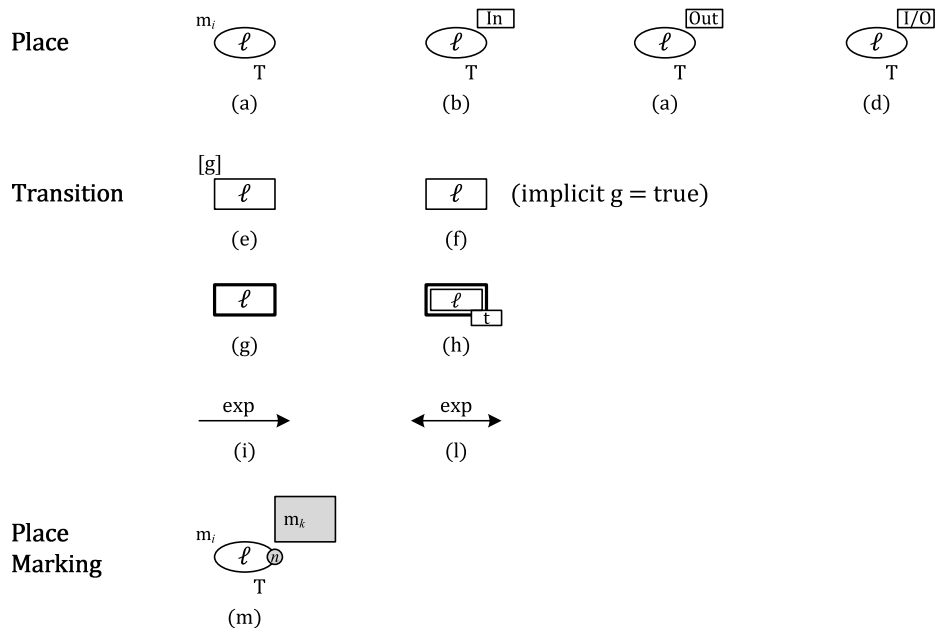 m_i ℓ T In ℓ T Out ℓ T I/O ℓ T
Place
(a) (b) (a) (d)
[g]
Transition ℓ ℓ (implicit g = true)
(e) (f)
ℓ ℓ t
(g) (h)
exp exp
(i) (l)
m_k
Place
Marking
m_i ℓ n T
(m)